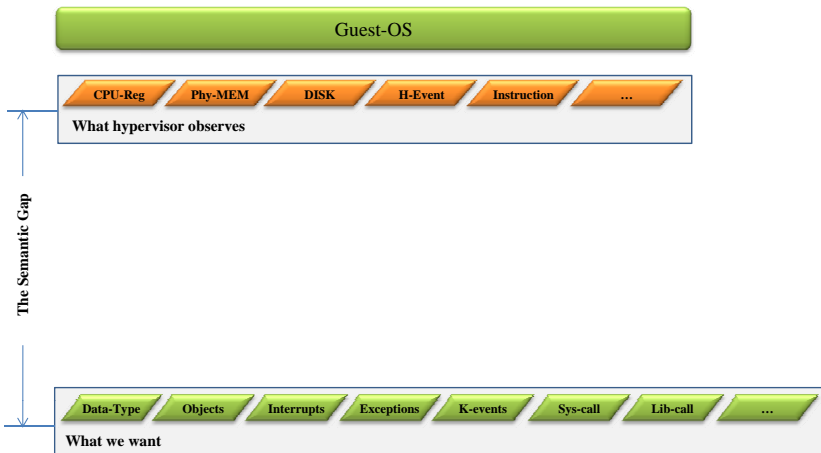 Guest-OS
CPU-Reg Phy-MEM DISK H-Event Instruction ...
What hypervisor observes
The Semantic Gap
Data-Type Objects Interrupts Exceptions K-events Sys-call Lib-call ...
What we want